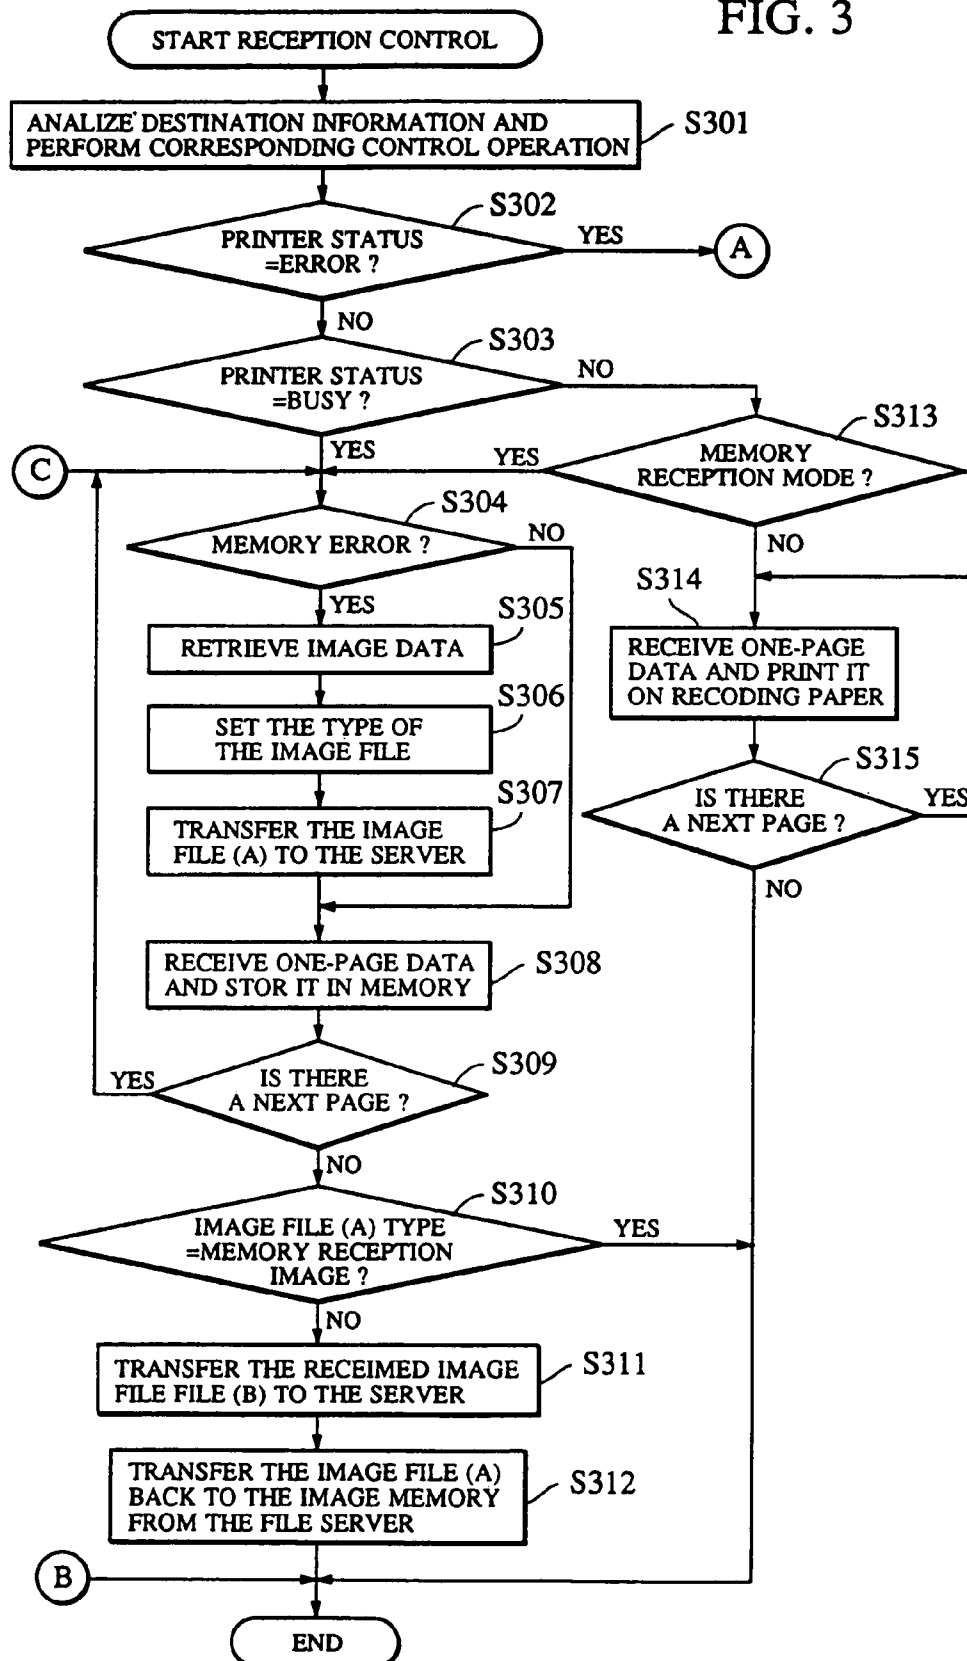 FIG. 3
START RECEPTION CONTROL
ANALIZE DESTINATION INFORMATION AND
PERFORM CORRESPONDING CONTROL OPERATION
S301
S302
PRINTER STATUS
=ERROR ?
YES
A
NO
S303
PRINTER STATUS
=BUSY ?
NO
YES
S313
MEMORY
RECEPTION MODE ?
YES
C
NO
S304
MEMORY ERROR ?
NO
YES
S305
RETRIEVE IMAGE DATA
S306
SET THE TYPE OF
THE IMAGE FILE
S307
TRANSFER THE IMAGE
FILE (A) TO THE SERVER
S314
RECEIVE ONE-PAGE
DATA AND PRINT IT
ON RECODING PAPER
S315
IS THERE
A NEXT PAGE ?
YES
NO
RECEIVE ONE-PAGE DATA
AND STOR IT IN MEMORY
S308
S309
IS THERE
A NEXT PAGE ?
YES
NO
S310
IMAGE FILE (A) TYPE
=MEMORY RECEPTION
IMAGE ?
YES
NO
TRANSFER THE RECEIMED IMAGE
FILE FILE (B) TO THE SERVER
S311
TRANSFER THE IMAGE FILE (A)
BACK TO THE IMAGE MEMORY
FROM THE FILE SERVER
S312
B
END